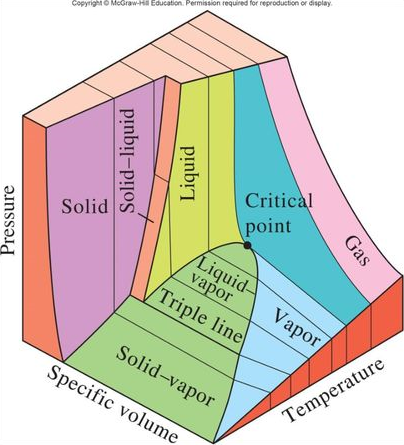 Copyright © McGraw-Hill Education. Permission required for reproduction or display.
Pressure
Solid
Solid–liquid
Liquid
Critical
point
Gas
Liquid–
vapor
Triple line
Vapor
Solid–vapor
Specific volume
Temperature